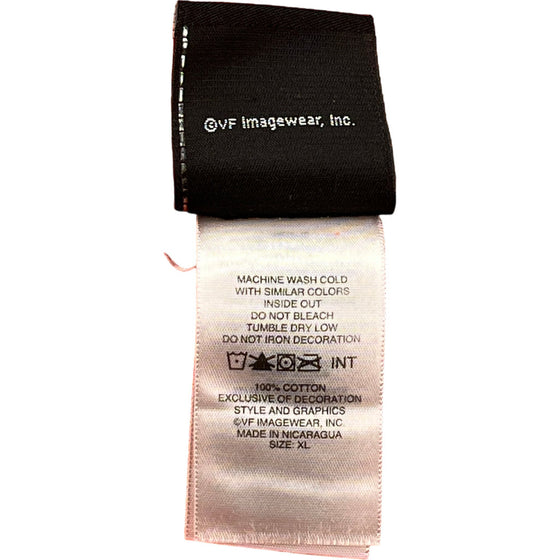 ©VF Imagewear, Inc.
MACHINE WASH COLD
WITH SIMILAR COLORS
INSIDE OUT
DO NOT BLEACH
TUMBLE DRY LOW
DO NOT IRON DECORATION
INT
100% COTTON
EXCLUSIVE OF DECORATION
STYLE AND GRAPHICS
©VF IMAGEWEAR, INC.
MADE IN NICARAGUA
SIZE: XL